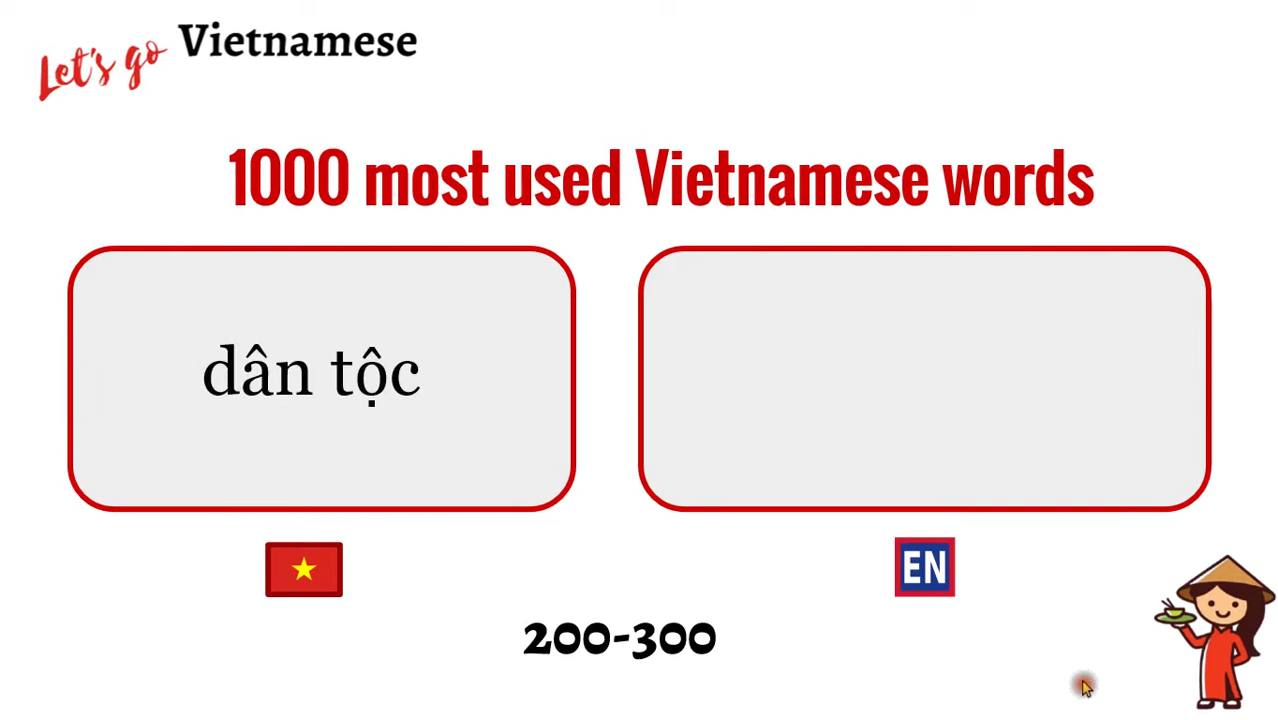 Let's go Vietnamese
1000 most used Vietnamese words
dân tộc
EN
200-300